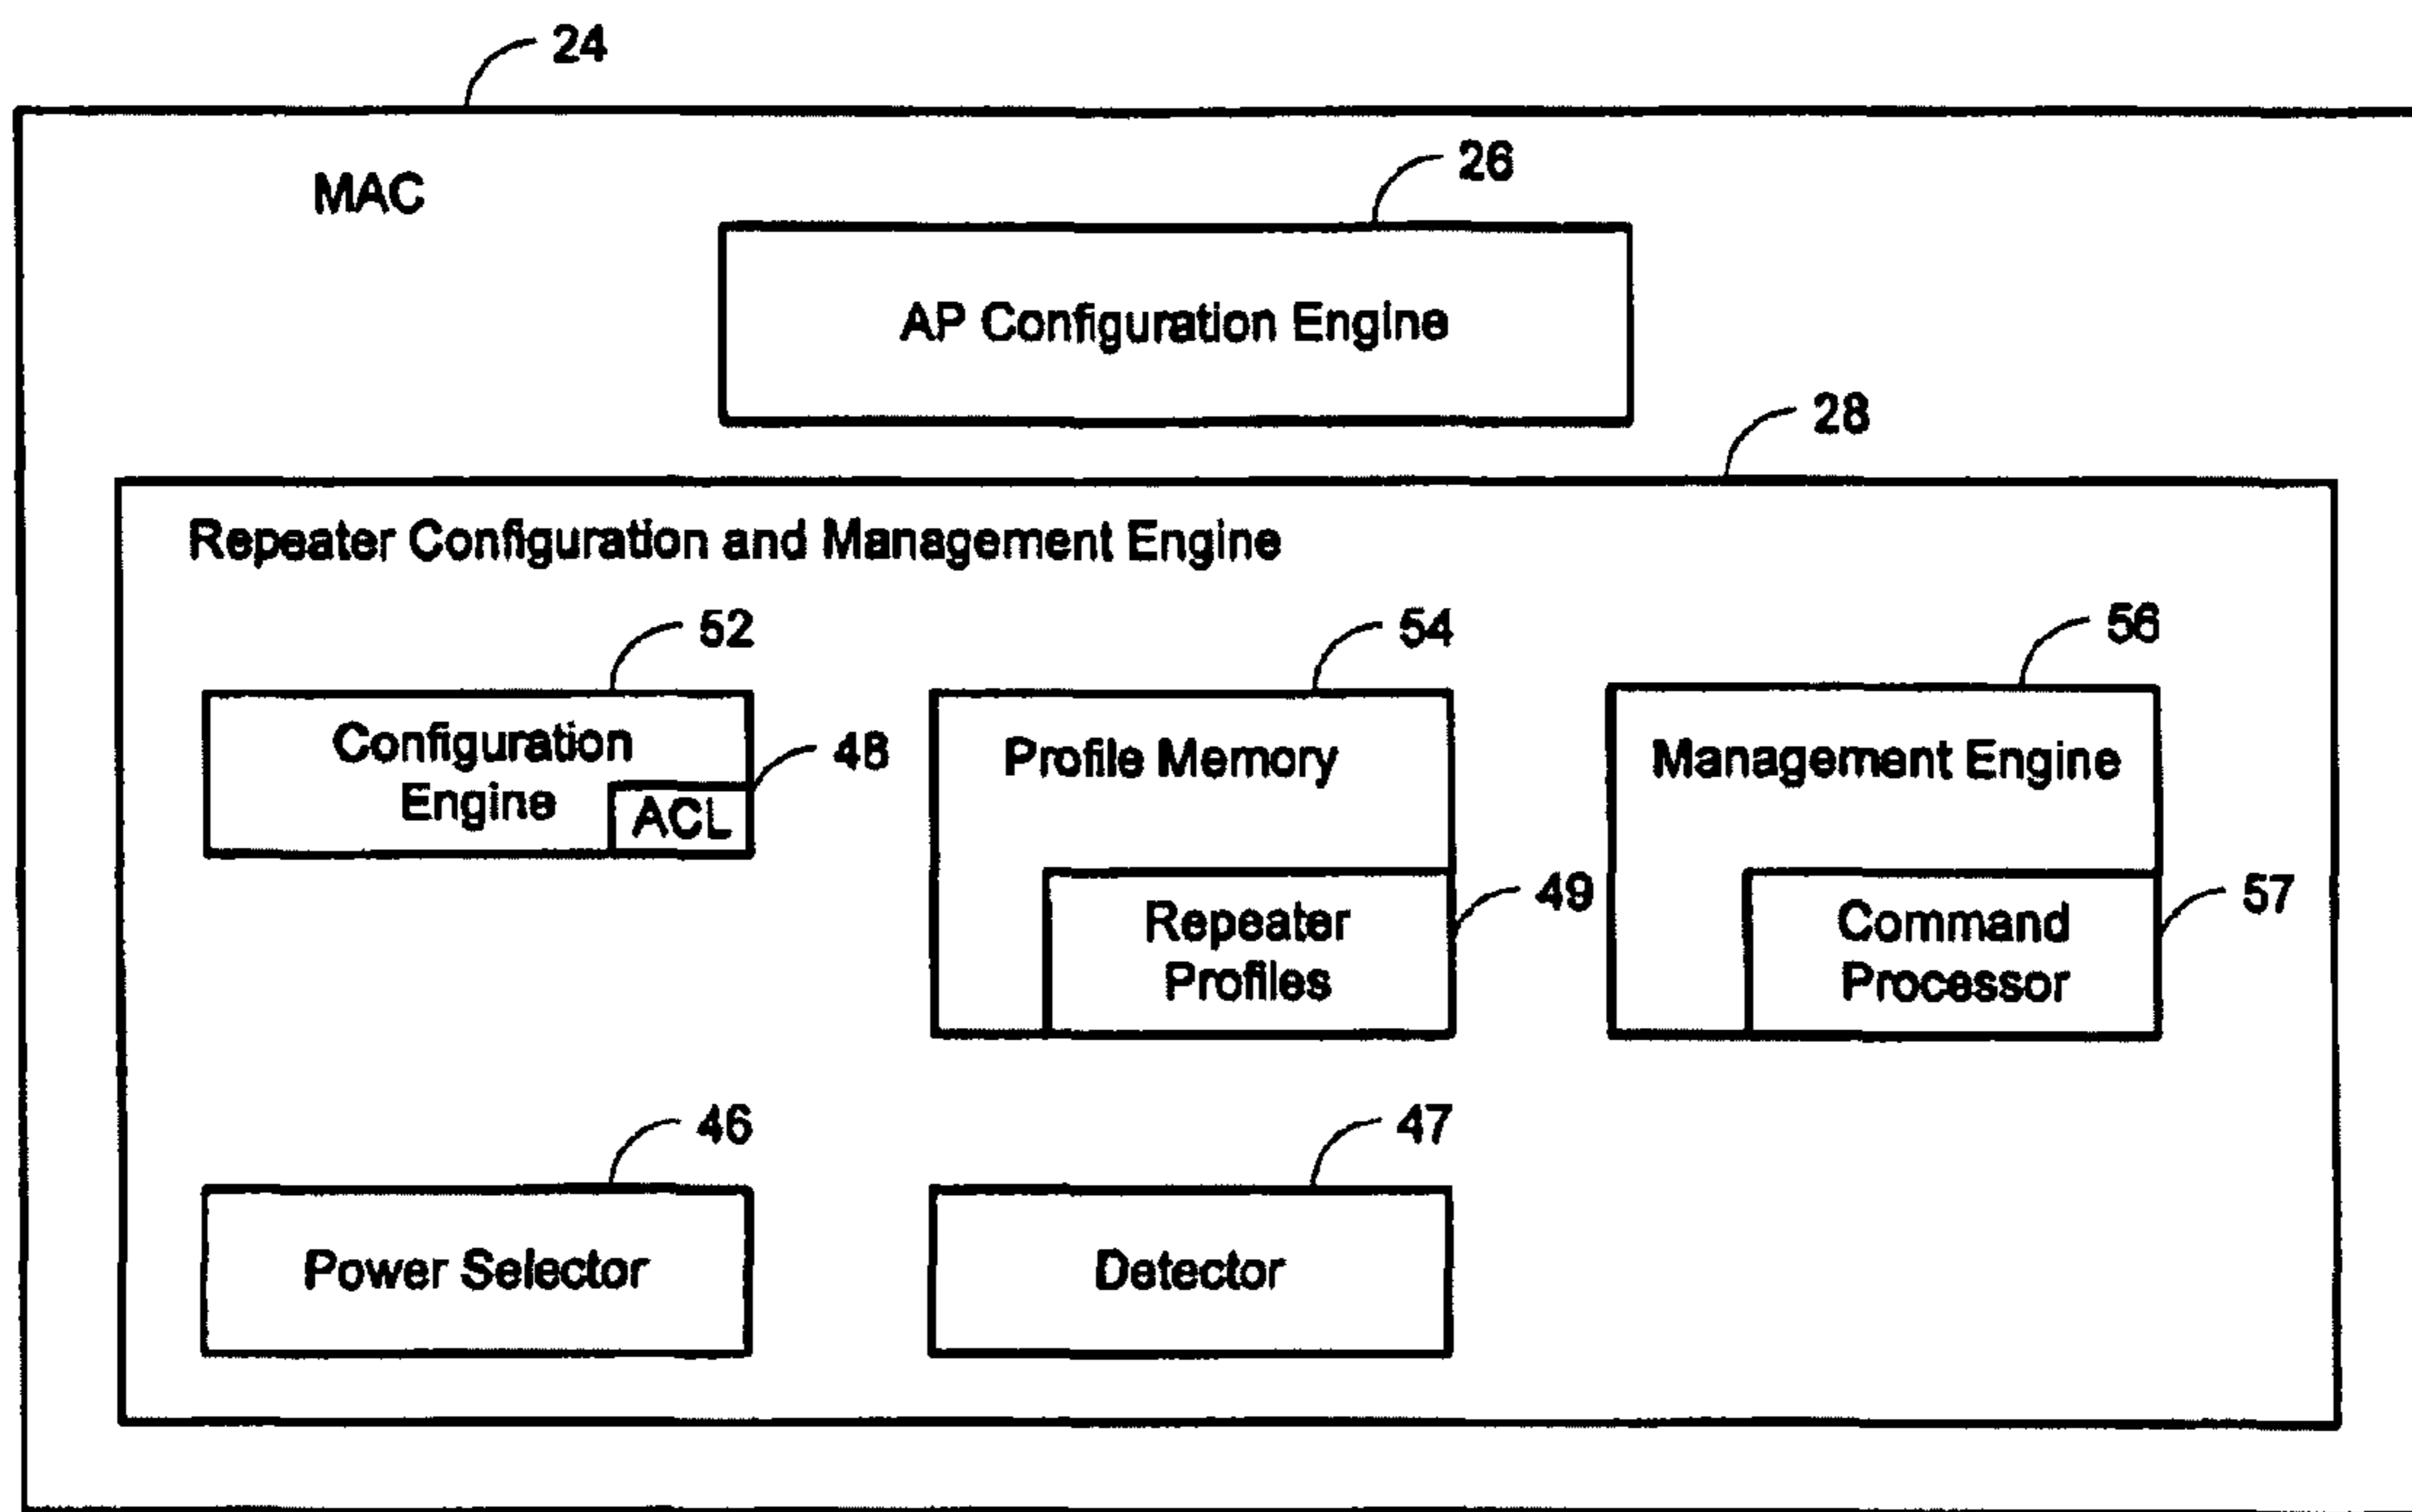 24
MAC
26
AP Configuration Engine
28
Repeater Configuration and Management Engine
52
Configuration
Engine
48
ACL
54
Profile Memory
49
Repeater
Profiles
56
Management Engine
57
Command
Processor
46
Power Selector
47
Detector